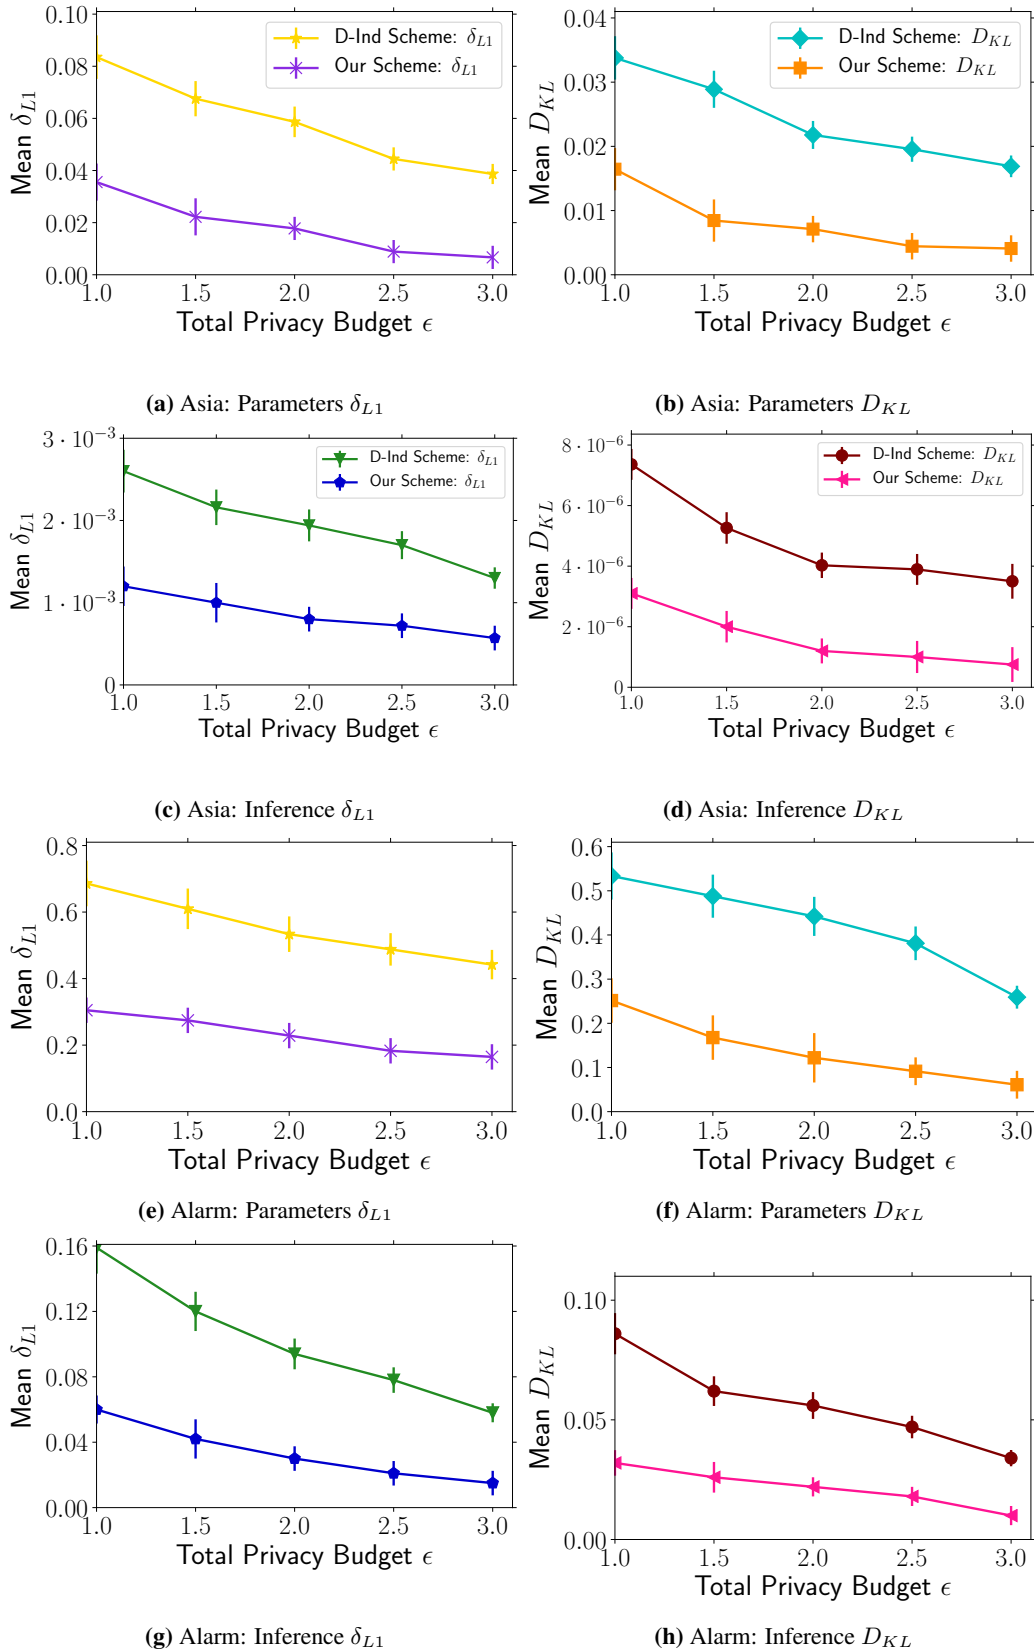 0.10
0.08
0.06
0.04
0.02
0.00
Mean δL1
D-Ind Scheme: δL1
Our Scheme: δL1
1.0 1.5 2.0 2.5 3.0
Total Privacy Budget ϵ
(a) Asia: Parameters δL1
0.04
0.03
0.02
0.01
0.00
Mean DKL
D-Ind Scheme: DKL
Our Scheme: DKL
1.0 1.5 2.0 2.5 3.0
Total Privacy Budget ϵ
(b) Asia: Parameters DKL
3 · 10−3
2 · 10−3
1 · 10−3
0
Mean δL1
D-Ind Scheme: δL1
Our Scheme: δL1
1.0 1.5 2.0 2.5 3.0
Total Privacy Budget ϵ
(c) Asia: Inference δL1
8 · 10−6
6 · 10−6
4 · 10−6
2 · 10−6
0
Mean DKL
D-Ind Scheme: DKL
Our Scheme: DKL
1.0 1.5 2.0 2.5 3.0
Total Privacy Budget ϵ
(d) Asia: Inference DKL
0.8
0.6
0.4
0.2
0.0
Mean δL1
1.0 1.5 2.0 2.5 3.0
Total Privacy Budget ϵ
(e) Alarm: Parameters δL1
0.6
0.5
0.4
0.3
0.2
0.1
0.0
Mean DKL
1.0 1.5 2.0 2.5 3.0
Total Privacy Budget ϵ
(f) Alarm: Parameters DKL
0.16
0.12
0.08
0.04
0.00
Mean δL1
1.0 1.5 2.0 2.5 3.0
Total Privacy Budget ϵ
(g) Alarm: Inference δL1
0.10
0.05
0.00
Mean DKL
1.0 1.5 2.0 2.5 3.0
Total Privacy Budget ϵ
(h) Alarm: Inference DKL